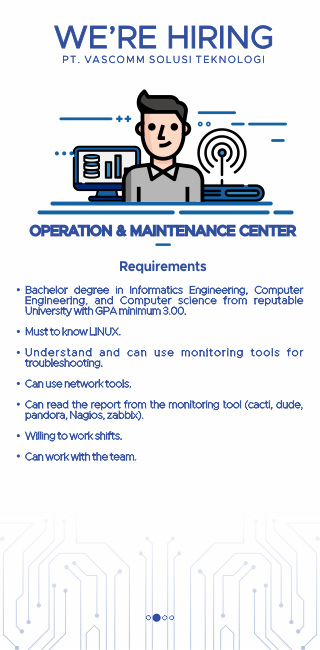 WE'RE HIRING
PT. VASCOMM SOLUSI TEKNOLOGI
OPERATION & MAINTENANCE CENTER
Requirements
• Bachelor degree in Informatics Engineering, Computer
Engineering, and Computer science from reputable
University with GPA minimum 3.00.
• Must to know LINUX.
• Understand and can use monitoring tools for
troubleshooting.
• Can use network tools.
• Can read the report from the monitoring tool (cacti, dude,
pandora, Nagios, zabbix).
• Willing to work shifts.
• Can work with the team.